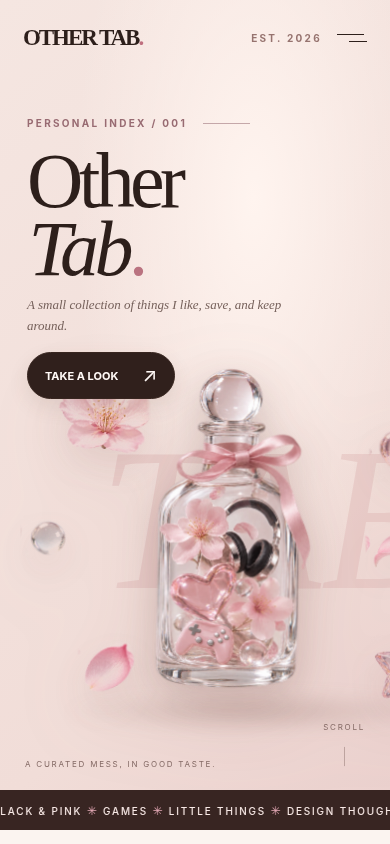 OTHER TAB.
EST. 2026
PERSONAL INDEX / 001
Other
Tab.
A small collection of things I like, save, and keep
around.
TAKE A LOOK
SCROLL
A CURATED MESS, IN GOOD TASTE.
LACK & PINK ✳ GAMES ✳ LITTLE THINGS ✳ DESIGN THOUGH